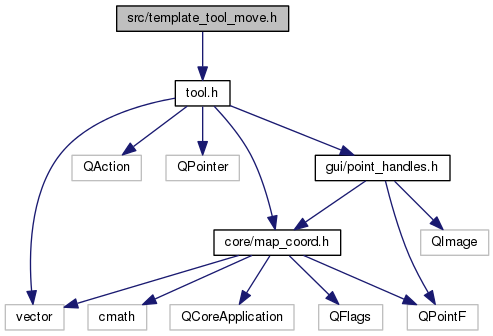 src/template_tool_move.h
tool.h
QAction
QPointer
gui/point_handles.h
core/map_coord.h
QImage
vector
cmath
QCoreApplication
QFlags
QPointF